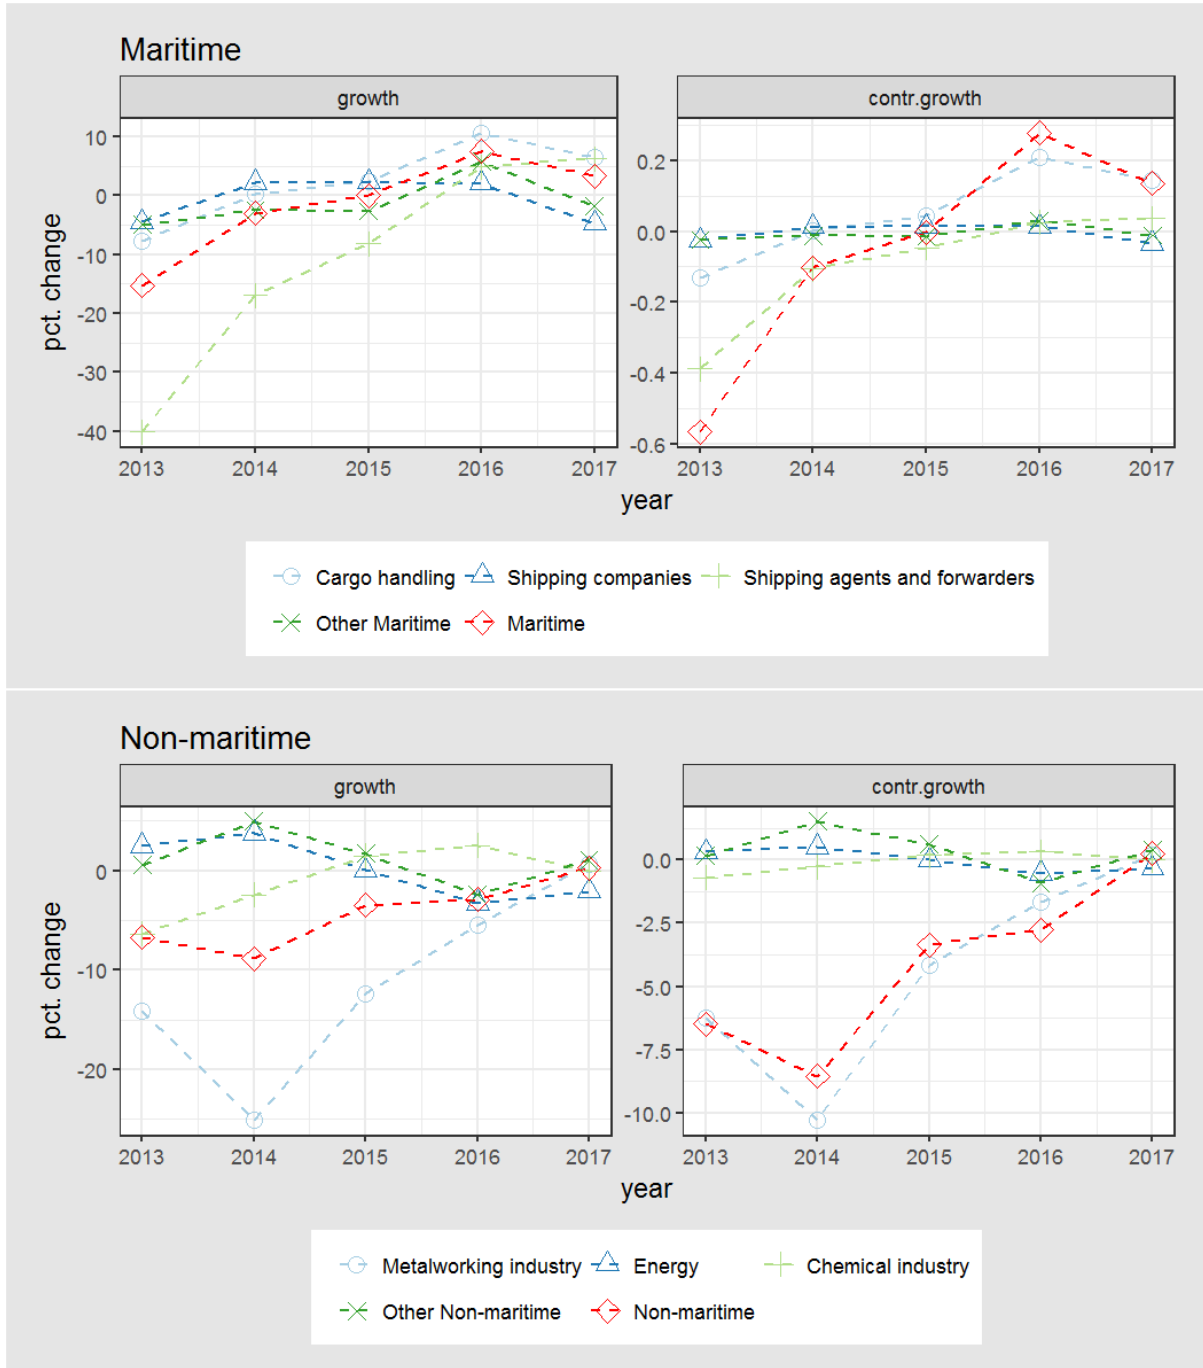 Maritime
growth
contr.growth
pct. change
10
0
-10
-20
-30
-40
0.2
0.0
-0.2
-0.4
-0.6
2013 2014 2015 2016 2017
2013 2014 2015 2016 2017
year
Cargo handling Shipping companies Shipping agents and forwarders
Other Maritime Maritime
Non-maritime
growth
contr.growth
pct. change
0
-10
-20
0.0
-2.5
-5.0
-7.5
-10.0
2013 2014 2015 2016 2017
2013 2014 2015 2016 2017
year
Metalworking industry Energy Chemical industry
Other Non-maritime Non-maritime